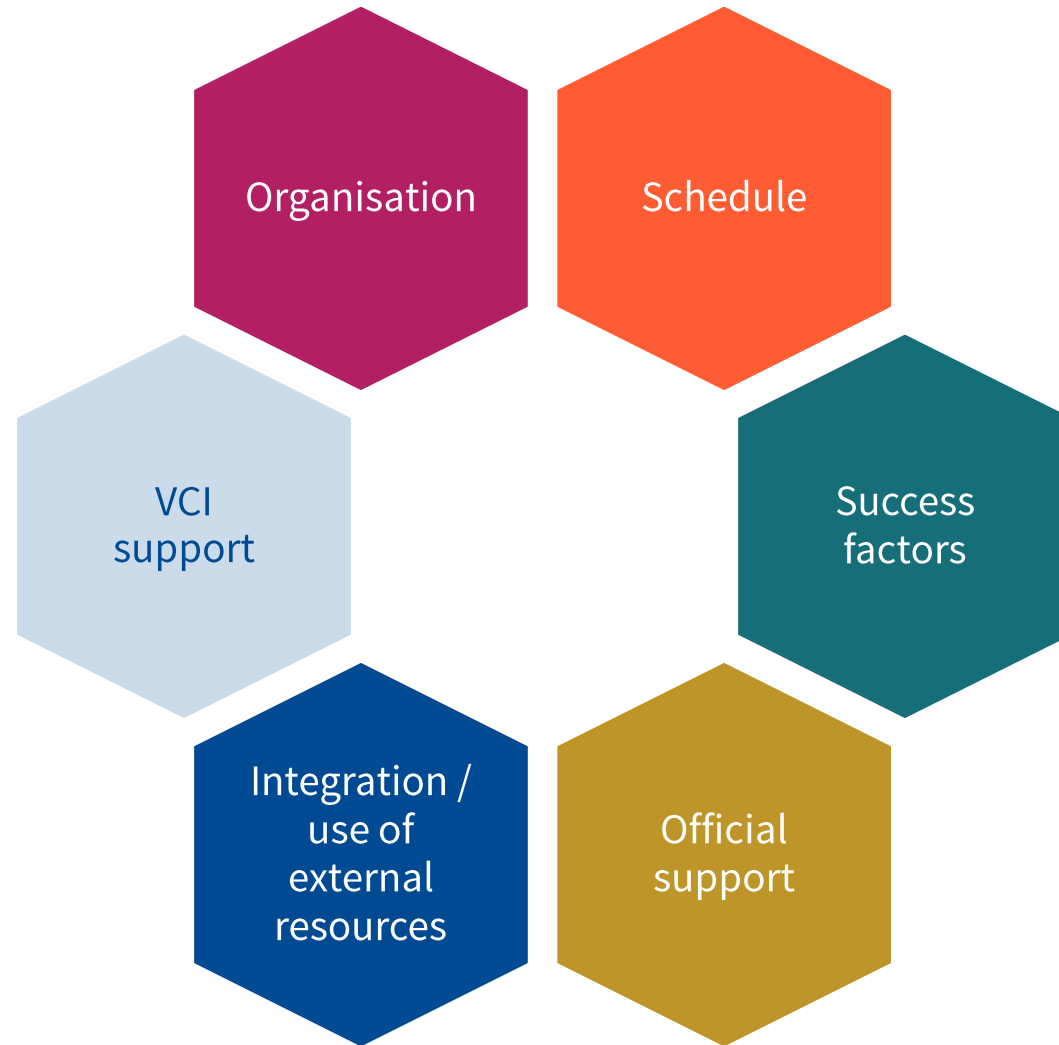 Organisation
Schedule
VCI
support
Success
factors
Integration /
use of
external
resources
Official
support